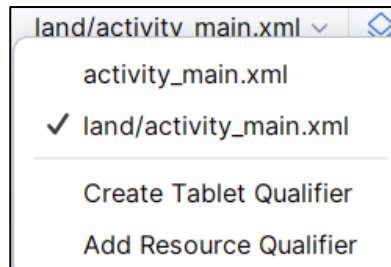 land/activity_main.xml
activity_main.xml
land/activity_main.xml
Create Tablet Qualifier
Add Resource Qualifier